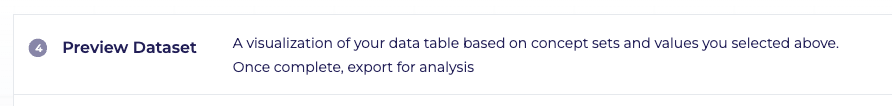 4 Preview Dataset
A visualization of your data table based on concept sets and values you selected above.
Once complete, export for analysis